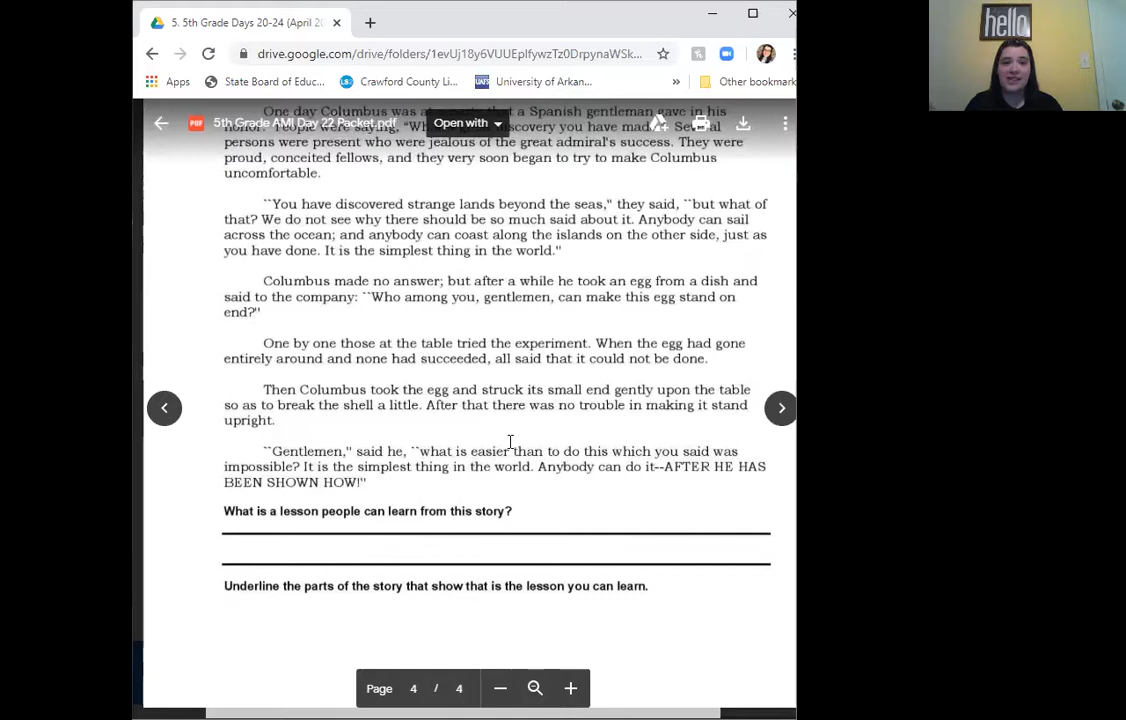 5. 5th Grade Days 20-24 (April 20
drive.google.com/drive/folders/1evUj18y6VUUEplfywzTz0DrpynaWSk...
Apps State Board of Educ... Crawford County Li... University of Arkan... » Other bookmark
hello
One day Columbus was at a party that a Spanish gentleman gave in his
5th Grade AMI Day 22 Packet.pdf Open with
discovery you have made Several
persons were present who were jealous of the great admiral's success. They were
proud, conceited fellows, and they very soon began to try to make Columbus
uncomfortable.
``You have discovered strange lands beyond the seas," they said, ``but what of
that? We do not see why there should be so much said about it. Anybody can sail
across the ocean; and anybody can coast along the islands on the other side, just as
you have done. It is the simplest thing in the world."
Columbus made no answer; but after a while he took an egg from a dish and
said to the company: ``Who among you, gentlemen, can make this egg stand on
end?"
One by one those at the table tried the experiment. When the egg had gone
entirely around and none had succeeded, all said that it could not be done.
Then Columbus took the egg and struck its small end gently upon the table
so as to break the shell a little. After that there was no trouble in making it stand
upright.
``Gentlemen," said he, ``what is easier than to do this which you said was
impossible? It is the simplest thing in the world. Anybody can do it--AFTER HE HAS
BEEN SHOWN HOW!"
What is a lesson people can learn from this story?
Underline the parts of the story that show that is the lesson you can learn.
Page 4 / 4